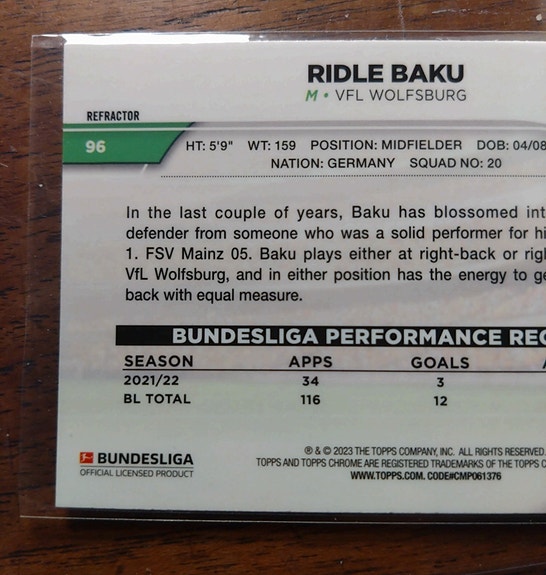 RIDLE BAKU
M • VFL WOLFSBURG
REFRACTOR
96
HT: 5'9" WT: 159 POSITION: MIDFIELDER DOB: 04/08
NATION: GERMANY SQUAD NO: 20
In the last couple of years, Baku has blossomed int
defender from someone who was a solid performer for hi
1. FSV Mainz 05. Baku plays either at right-back or rig
VfL Wolfsburg, and in either position has the energy to ge
back with equal measure.
BUNDESLIGA PERFORMANCE REC
SEASON APPS GOALS A
2021/22 34 3
BL TOTAL 116 12
BUNDESLIGA
OFFICIAL LICENSED PRODUCT
® & © 2023 THE TOPPS COMPANY, INC. ALL RIGHTS RESERVED.
TOPPS AND TOPPS CHROME ARE REGISTERED TRADEMARKS OF THE TOPPS C
WWW.TOPPS.COM. CODE#CMP061376